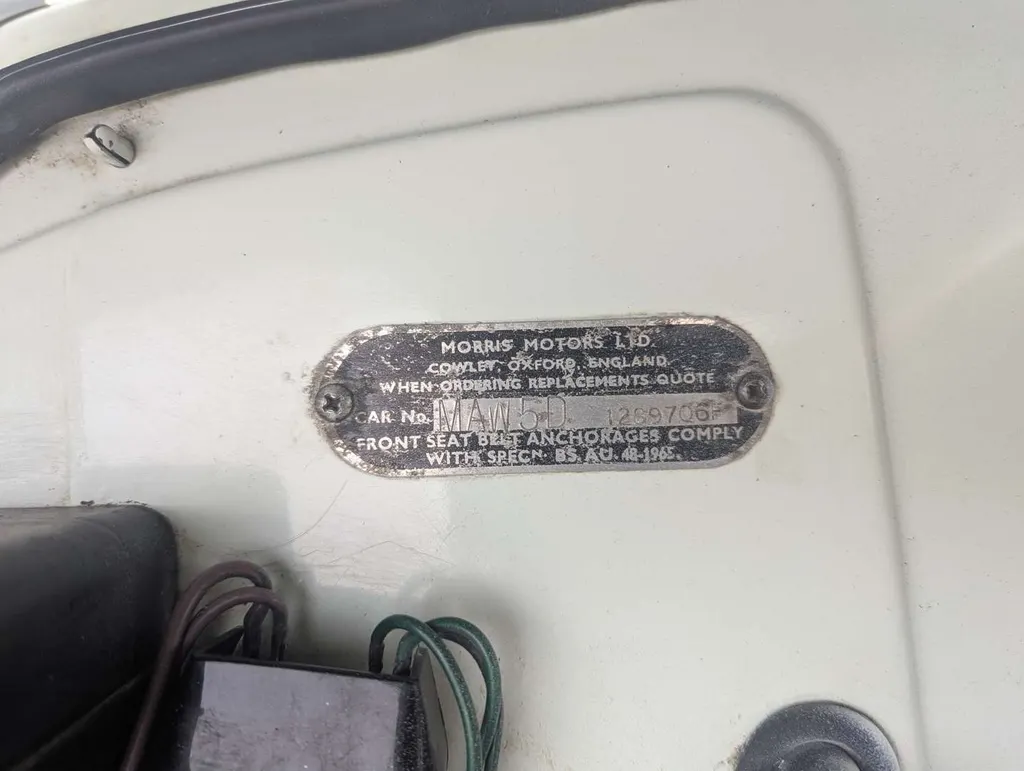 MORRIS MOTORS LTD.
COWLEY, OXFORD, ENGLAND.
WHEN ORDERING REPLACEMENTS QUOTE
CAR No. MAW5D 1289706F
FRONT SEAT BELT ANCHORAGES COMPLY
WITH SPECN. BS. AU. 48-1965.